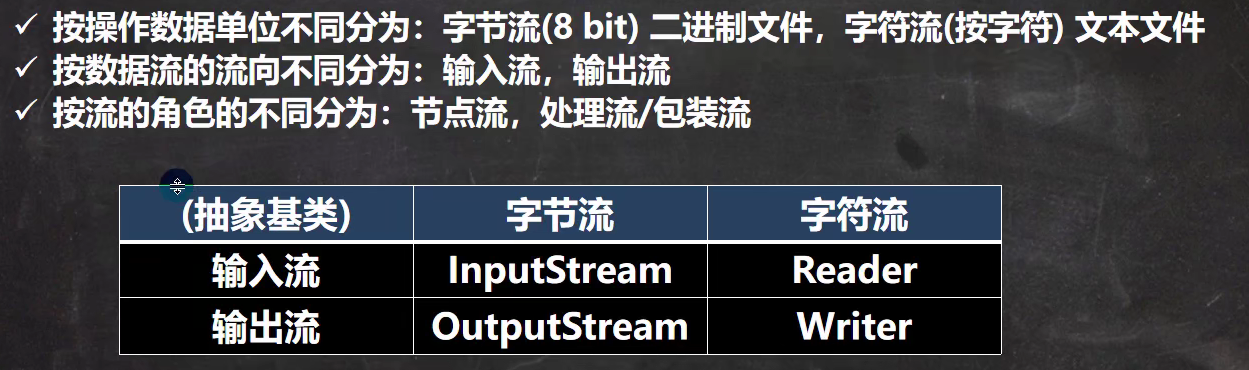 ✓ 按操作数据单位不同分为：字节流(8 bit) 二进制文件，字符流(按字符) 文本文件
✓ 按数据流的流向不同分为：输入流，输出流
✓ 按流的角色的不同分为：节点流，处理流/包装流
(抽象基类) 字节流 字符流
输入流 InputStream Reader
输出流 OutputStream Writer